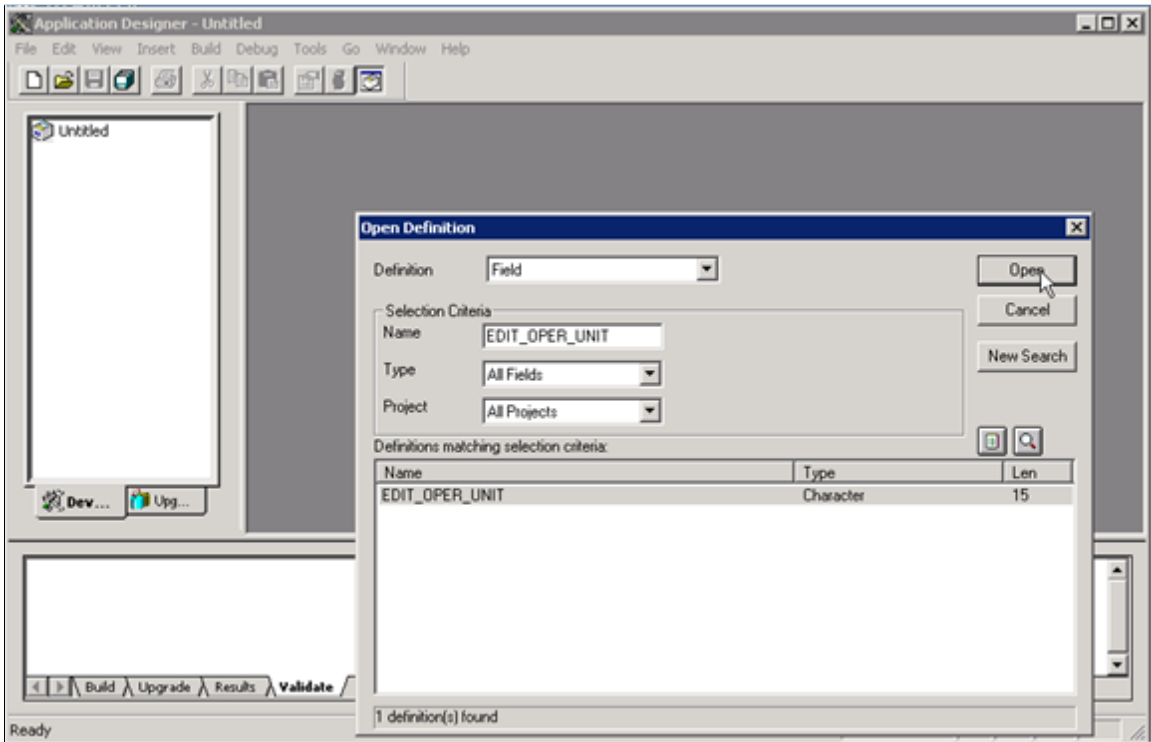 Application Designer - Untitled
File Edit View Insert Build Debug Tools Go Window Help
Untitled
Dev... Upg...
Open Definition
Definition Field Open
Selection Criteria Cancel
Name EDIT_OPER_UNIT
New Search
Type All Fields
Project All Projects
Definitions matching selection criteria:
Name Type Len
EDIT_OPER_UNIT Character 15
Build Upgrade Results Validate
1 definition(s) found
Ready